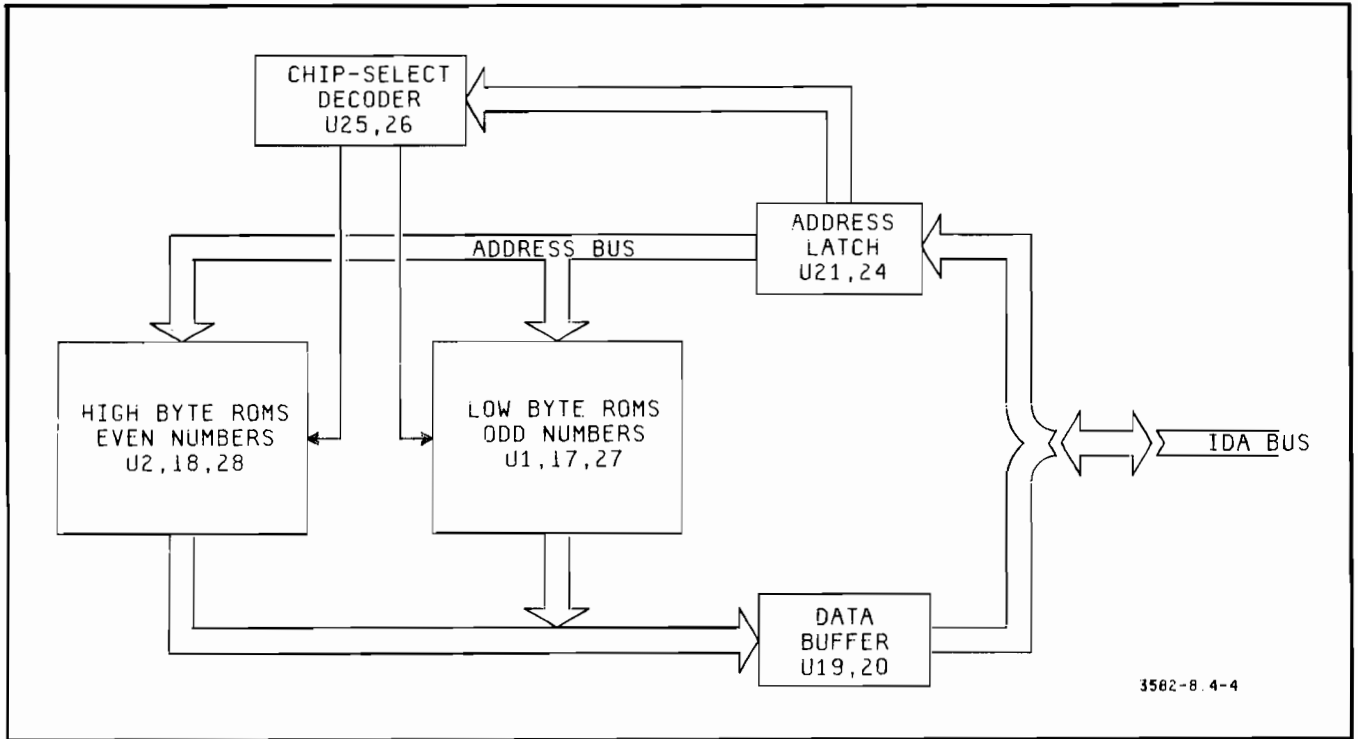 CHIP-SELECT
DECODER
U25,26
ADDRESS
LATCH
U21,24
ADDRESS BUS
HIGH BYTE ROMS
EVEN NUMBERS
U2,18,28
LOW BYTE ROMS
ODD NUMBERS
U1,17,27
IDA BUS
DATA
BUFFER
U19,20
3582-8.4-4